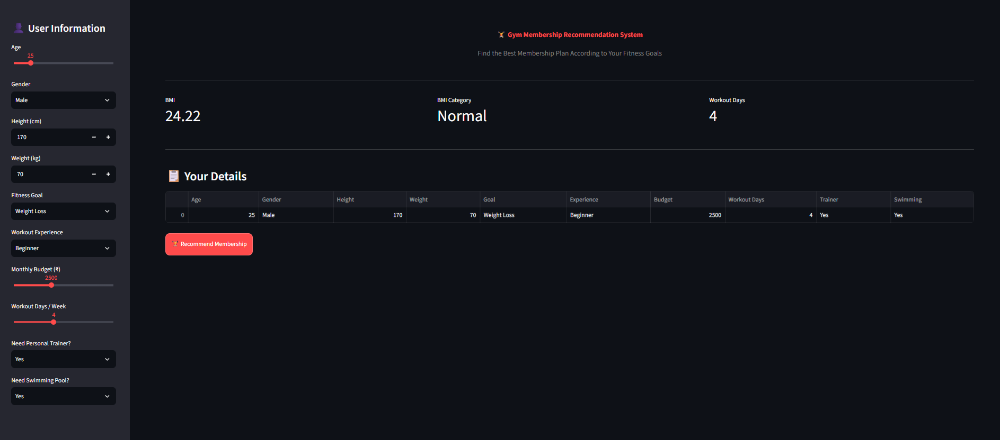 User Information
Age
25
Gender
Male
Height (cm)
170
Weight (kg)
70
Fitness Goal
Weight Loss
Workout Experience
Beginner
Monthly Budget (₹)
2500
Workout Days / Week
4
Need Personal Trainer?
Yes
Need Swimming Pool?
Yes
Gym Membership Recommendation System
Find the Best Membership Plan According to Your Fitness Goals
BMI BMI Category Workout Days
24.22 Normal 4
Your Details
Age Gender Height Weight Goal Experience Budget Workout Days Trainer Swimming
0 25 Male 170 70 Weight Loss Beginner 2500 4 Yes Yes
Recommend Membership